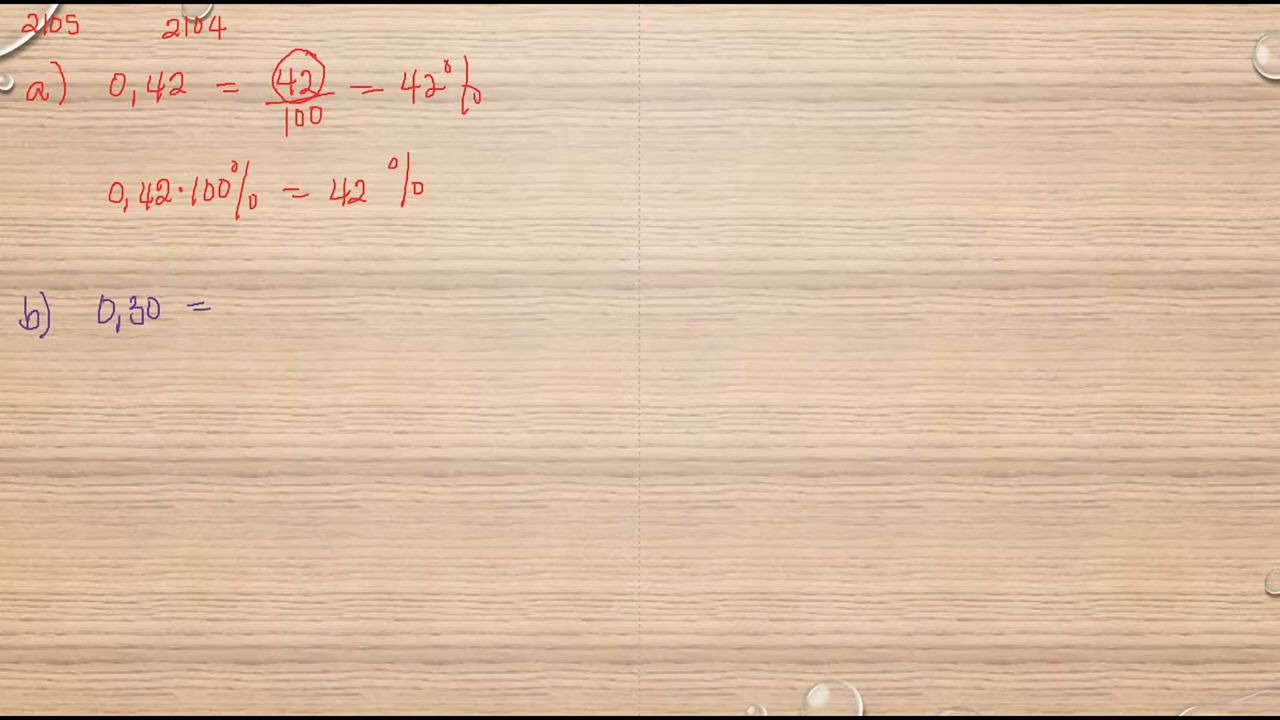 2105 2104
a) 0,42 = 42/100 = 42%
0,42·100% = 42 %
b) 0,30 =